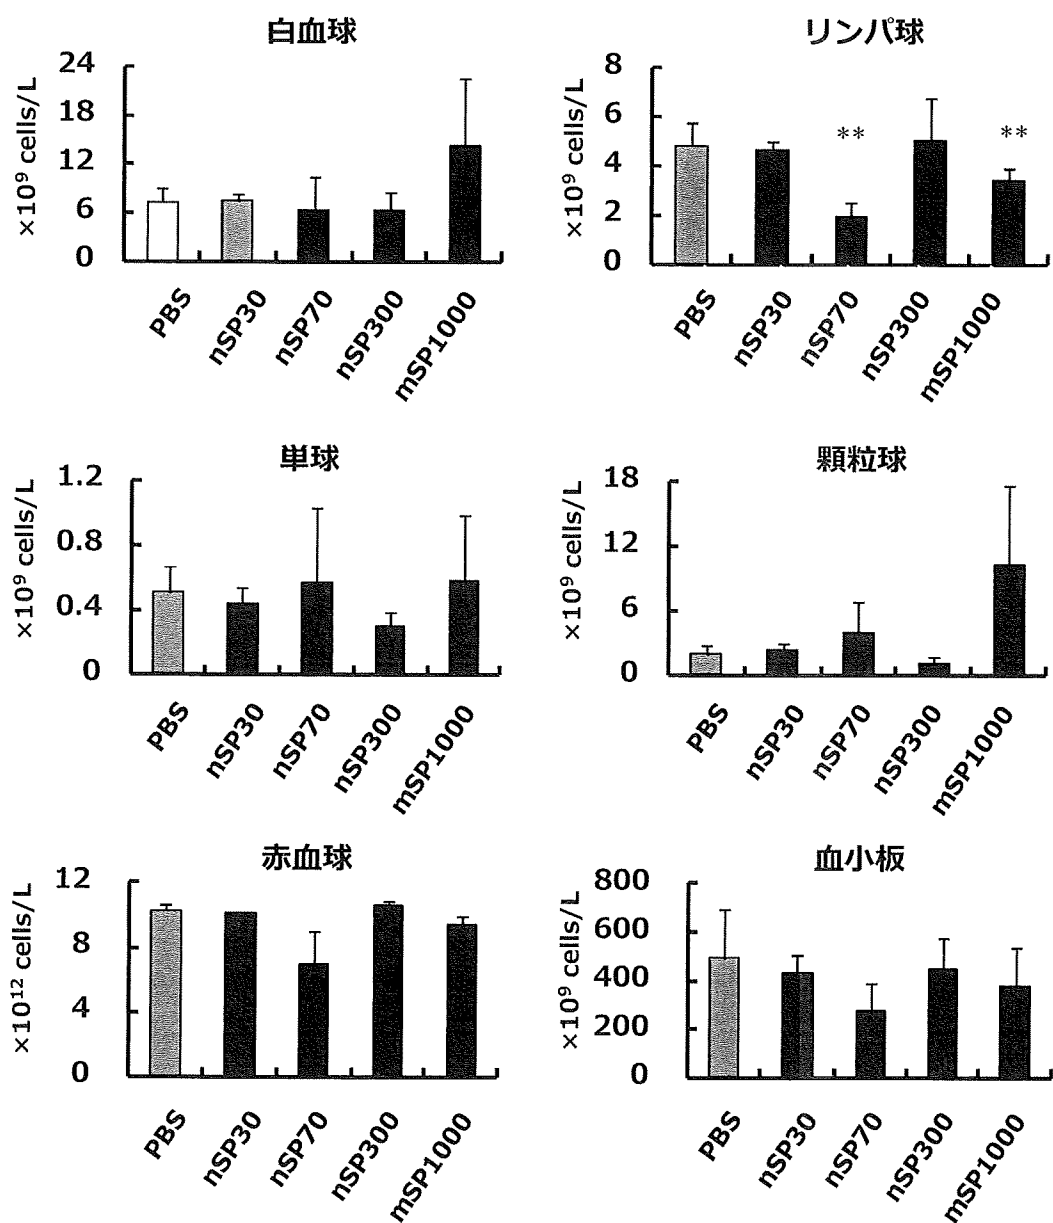 白血球
×10⁹ cells/L
24
18
12
6
0
PBS
nSP30
nSP70
nSP300
mSP1000
リンパ球
×10⁹ cells/L
8
6
4
2
0
**
**
PBS
nSP30
nSP70
nSP300
mSP1000
単球
×10⁹ cells/L
1.2
0.8
0.4
0
PBS
nSP30
nSP70
nSP300
mSP1000
顆粒球
×10⁹ cells/L
18
12
6
0
PBS
nSP30
nSP70
nSP300
mSP1000
赤血球
×10¹² cells/L
12
8
4
0
PBS
nSP30
nSP70
nSP300
mSP1000
血小板
×10⁹ cells/L
800
600
400
200
0
PBS
nSP30
nSP70
nSP300
mSP1000